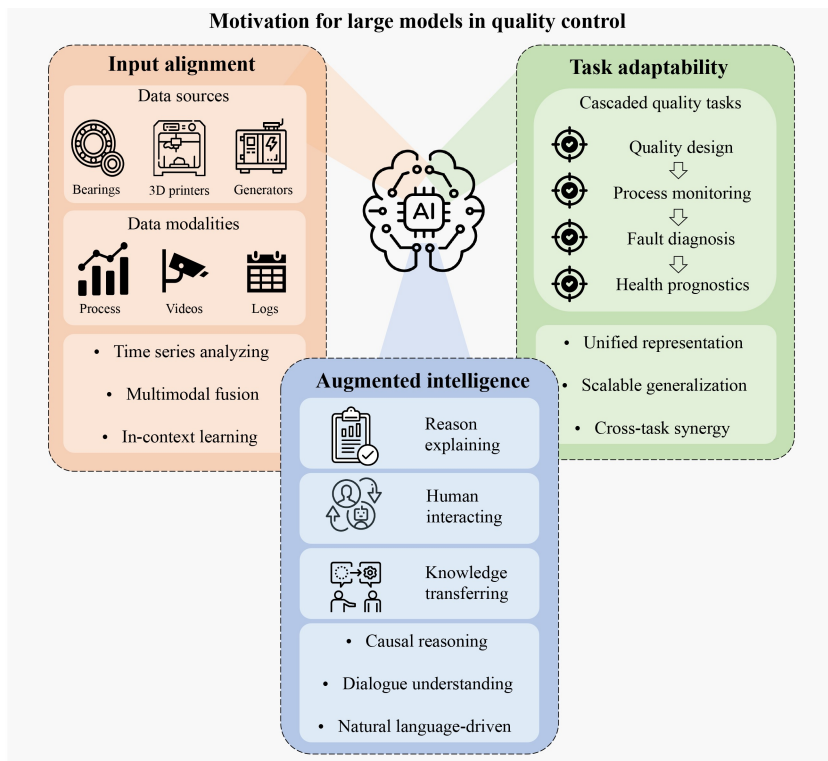 Motivation for large models in quality control
Input alignment
Data sources
Bearings
3D printers
Generators
Data modalities
Process
Videos
Logs
• Time series analyzing
• Multimodal fusion
• In-context learning
AI
Task adaptability
Cascaded quality tasks
Quality design
Process monitoring
Fault diagnosis
Health prognostics
• Unified representation
• Scalable generalization
• Cross-task synergy
Augmented intelligence
Reason
explaining
Human
interacting
Knowledge
transferring
• Causal reasoning
• Dialogue understanding
• Natural language-driven